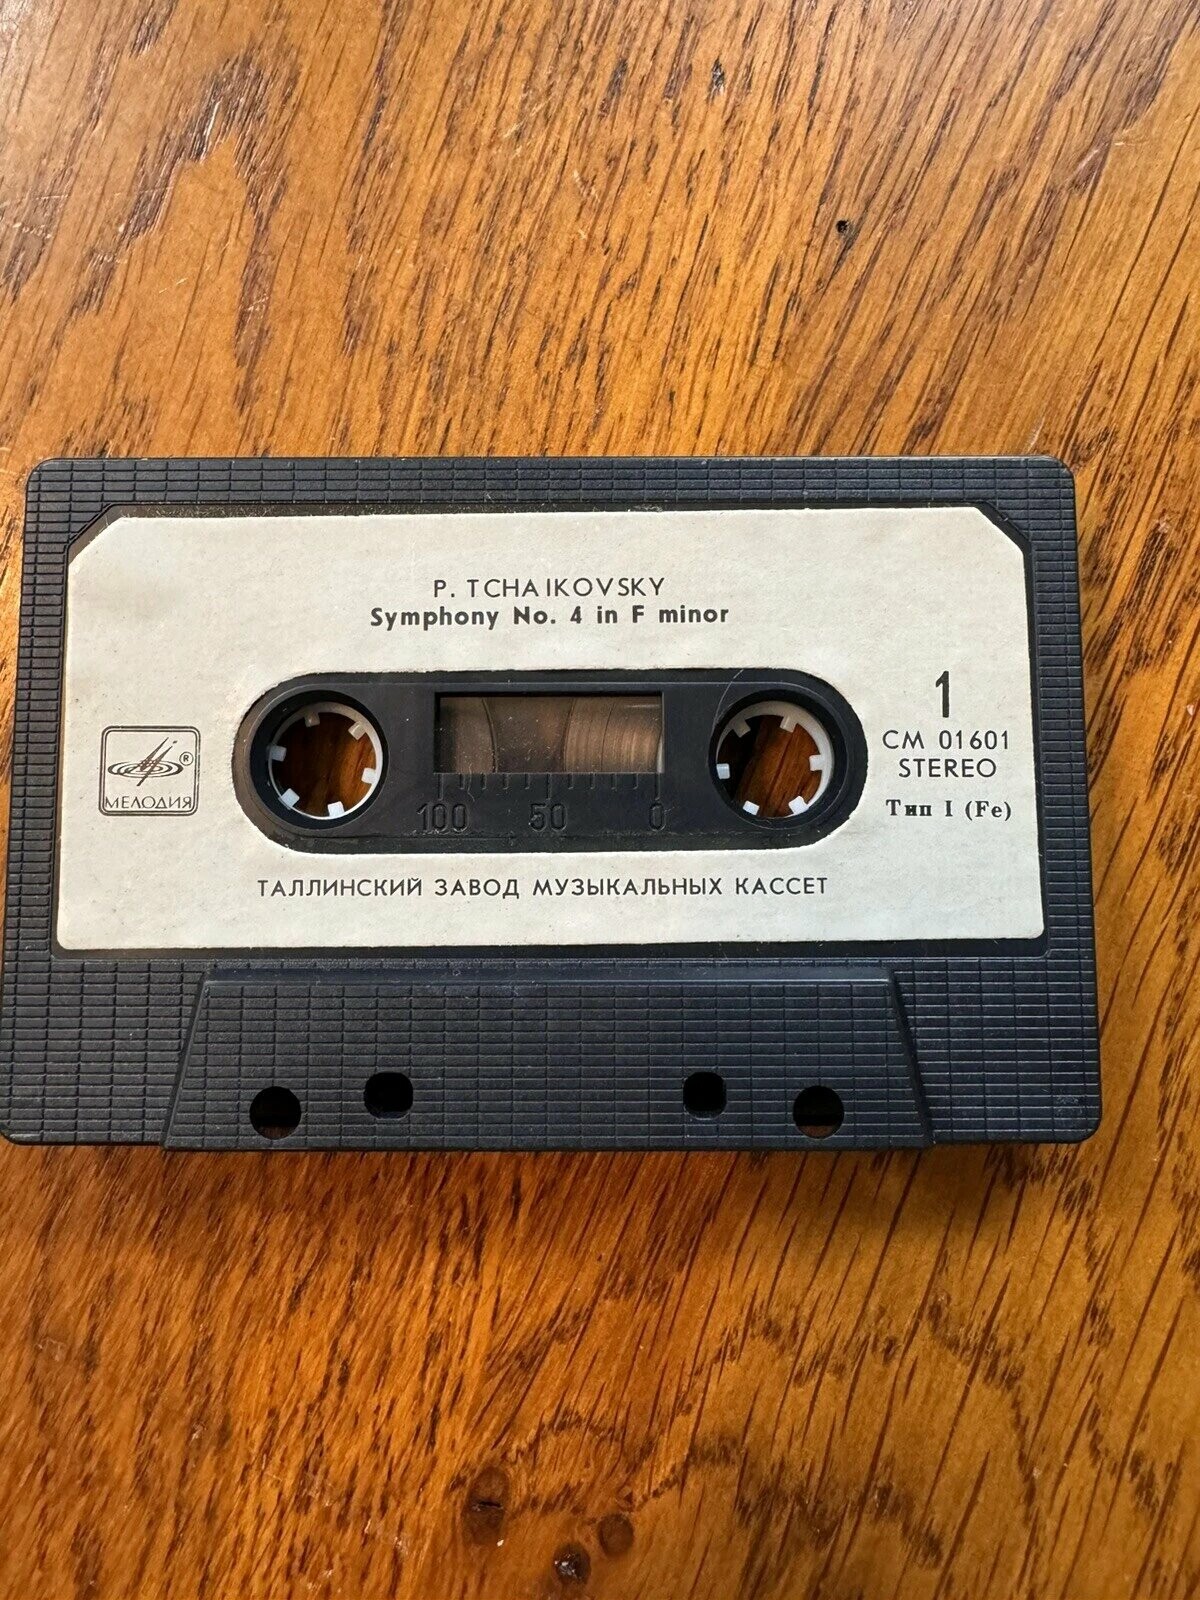 P. TCHAIKOVSKY
Symphony No. 4 in F minor
1
СМ 01601
STEREO
Тип I (Fe)
®
МЕЛОДИЯ
100 50 0
ТАЛЛИНСКИЙ ЗАВОД МУЗЫКАЛЬНЫХ КАССЕТ